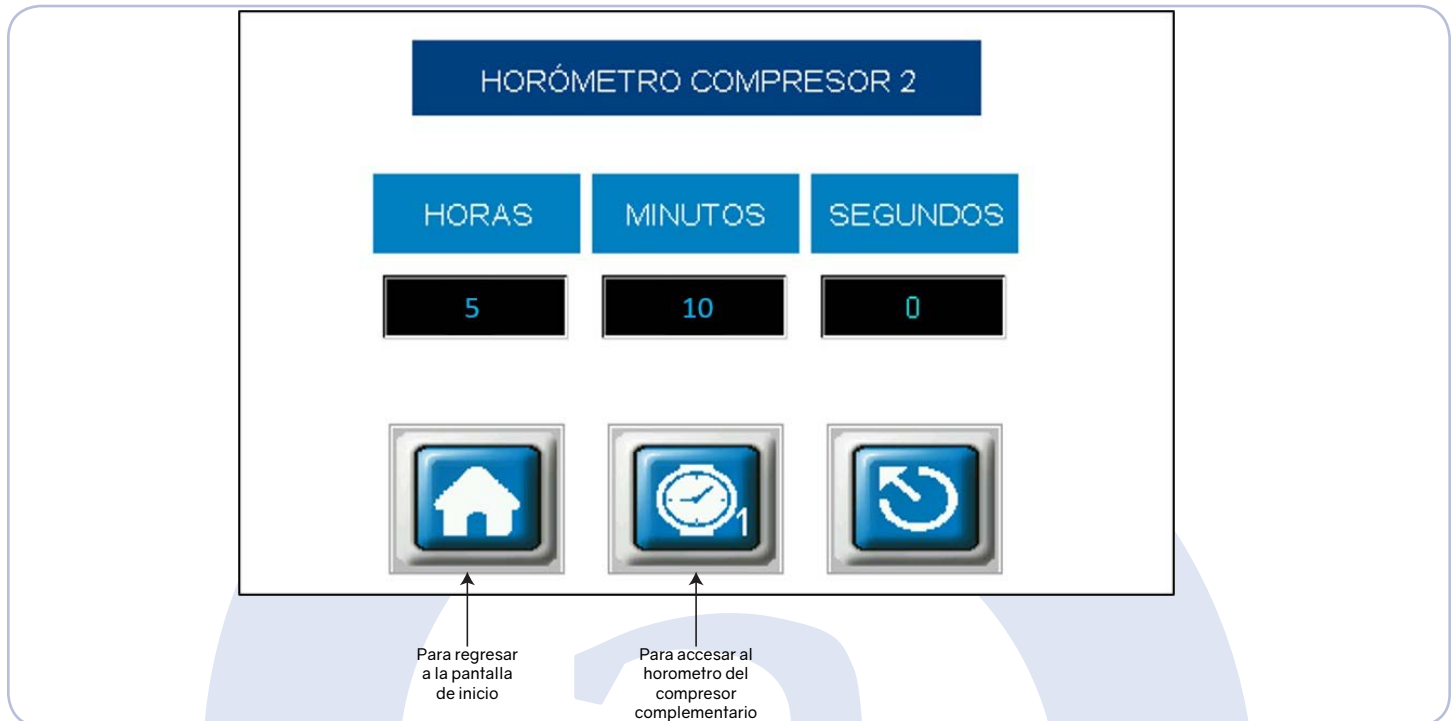 HORÓMETRO COMPRESOR 2
HORAS MINUTOS SEGUNDOS
5 10 0
1
Para regresar
a la pantalla
de inicio
Para accesar al
horometro del
compresor
complementario